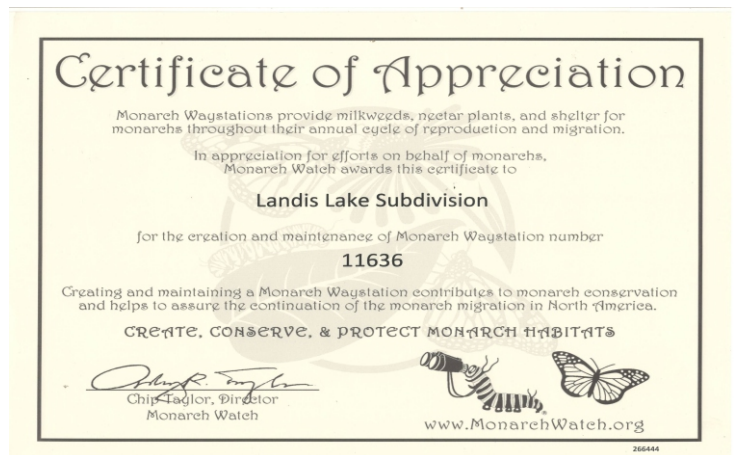 Certificate of Appreciation
Monarch Waystations provide milkweeds, nectar plants, and shelter for
monarchs throughout their annual cycle of reproduction and migration.
In appreciation for efforts on behalf of monarchs,
Monarch Watch awards this certificate to
Landis Lake Subdivision
for the creation and maintenance of Monarch Waystation number
11636
Creating and maintaining a Monarch Waystation contributes to monarch conservation
and helps to assure the continuation of the monarch migration in North America.
CREATE, CONSERVE, & PROTECT MONARCH HABITATS
Chip Taylor, Director
Monarch Watch
www.MonarchWatch.org
266444